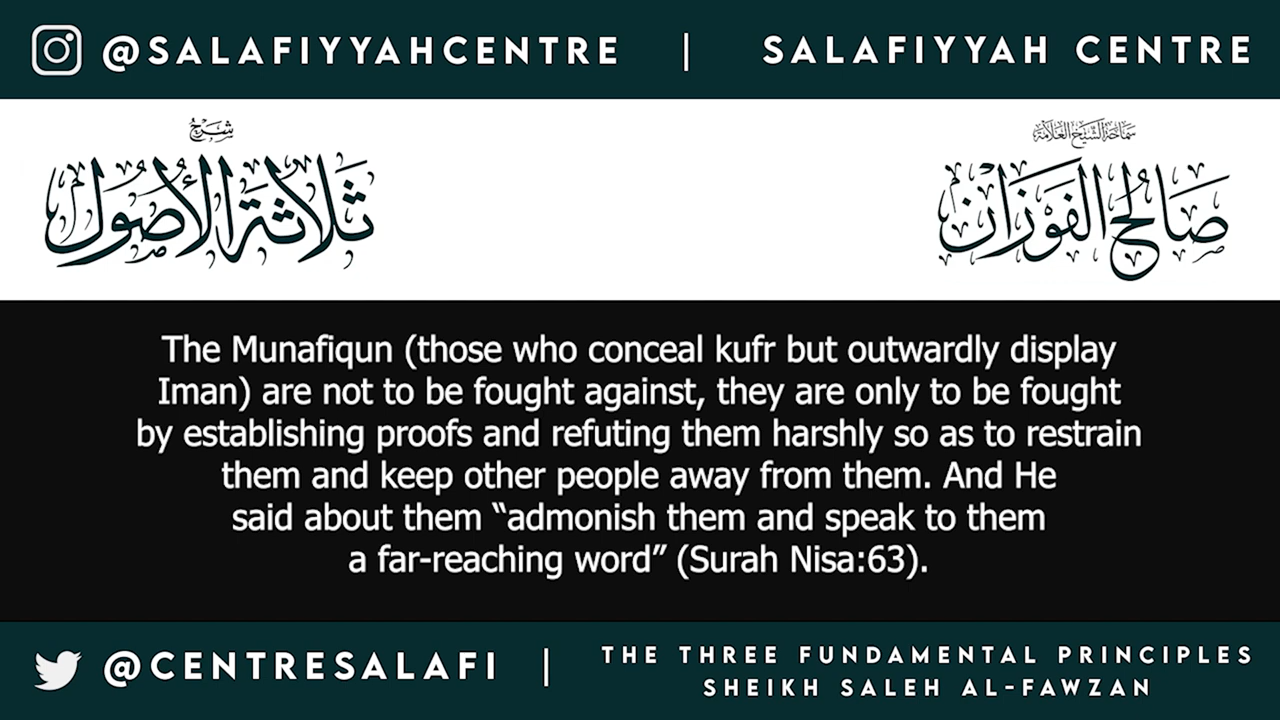 @SALAFIYYAHCENTRE | SALAFIYYAH CENTRE
شرح
ثلاثة الأصول
سماحة الشيخ العلامة
صالح الفوزان
The Munafiqun (those who conceal kufr but outwardly display
Iman) are not to be fought against, they are only to be fought
by establishing proofs and refuting them harshly so as to restrain
them and keep other people away from them. And He
said about them “admonish them and speak to them
a far-reaching word” (Surah Nisa:63).
@CENTRESALAFI | THE THREE FUNDAMENTAL PRINCIPLES
SHEIKH SALEH AL-FAWZAN